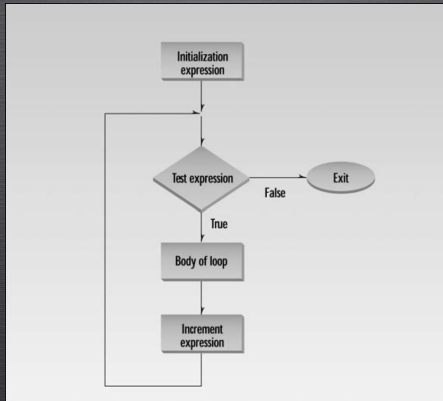 Initialization
expression
Test expression
Exit
False
True
Body of loop
Increment
expression